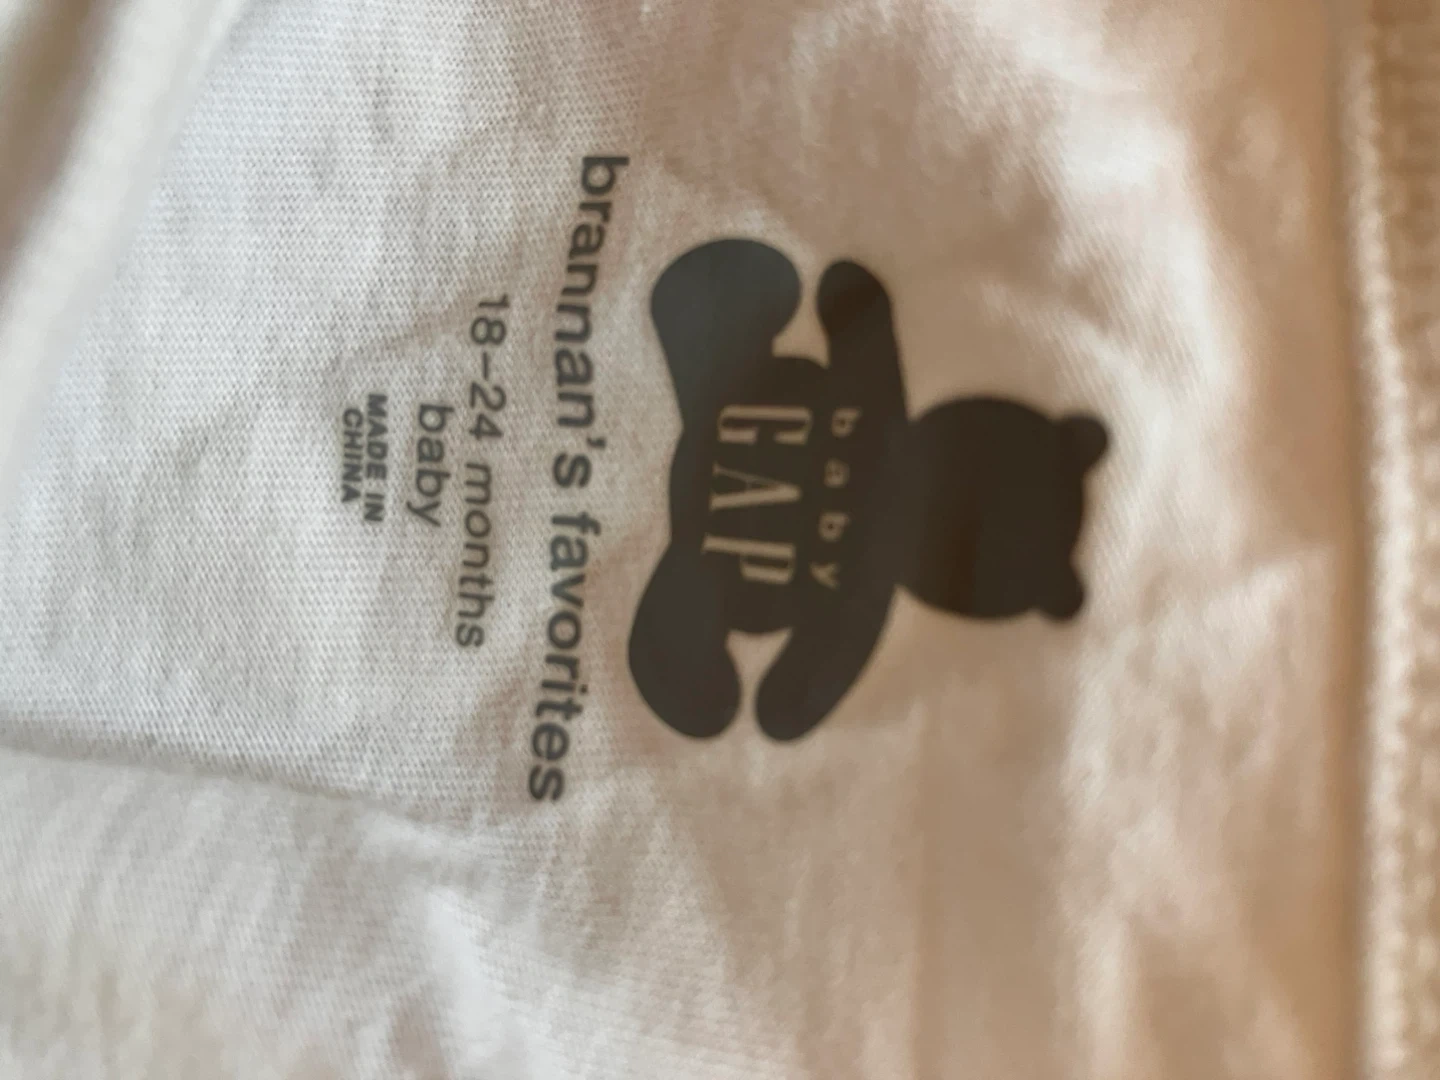 baby
GAP
brannan's favorites
18-24 months
baby
MADE IN
CHINA